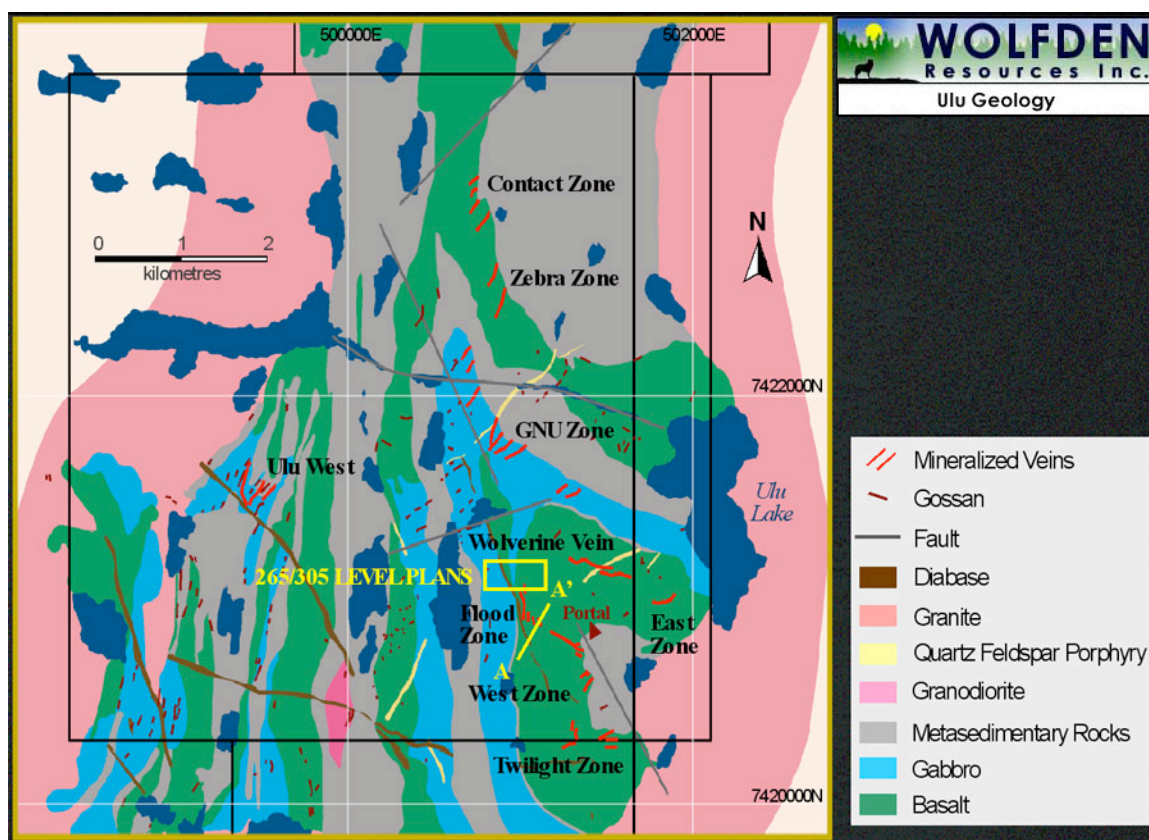 500000E
502000E
WOLFDEN
Resources Inc.
Ulu Geology
Contact Zone
N
0 1 2
kilometres
Zebra Zone
7422000N
GNU Zone
Ulu West
Ulu
Lake
Wolverine Vein
265/305 LEVEL PLANS
A'
Flood
Zone
Portal
East
Zone
A
West Zone
Twilight Zone
7420000N
Mineralized Veins
Gossan
Fault
Diabase
Granite
Quartz Feldspar Porphyry
Granodiorite
Metasedimentary Rocks
Gabbro
Basalt